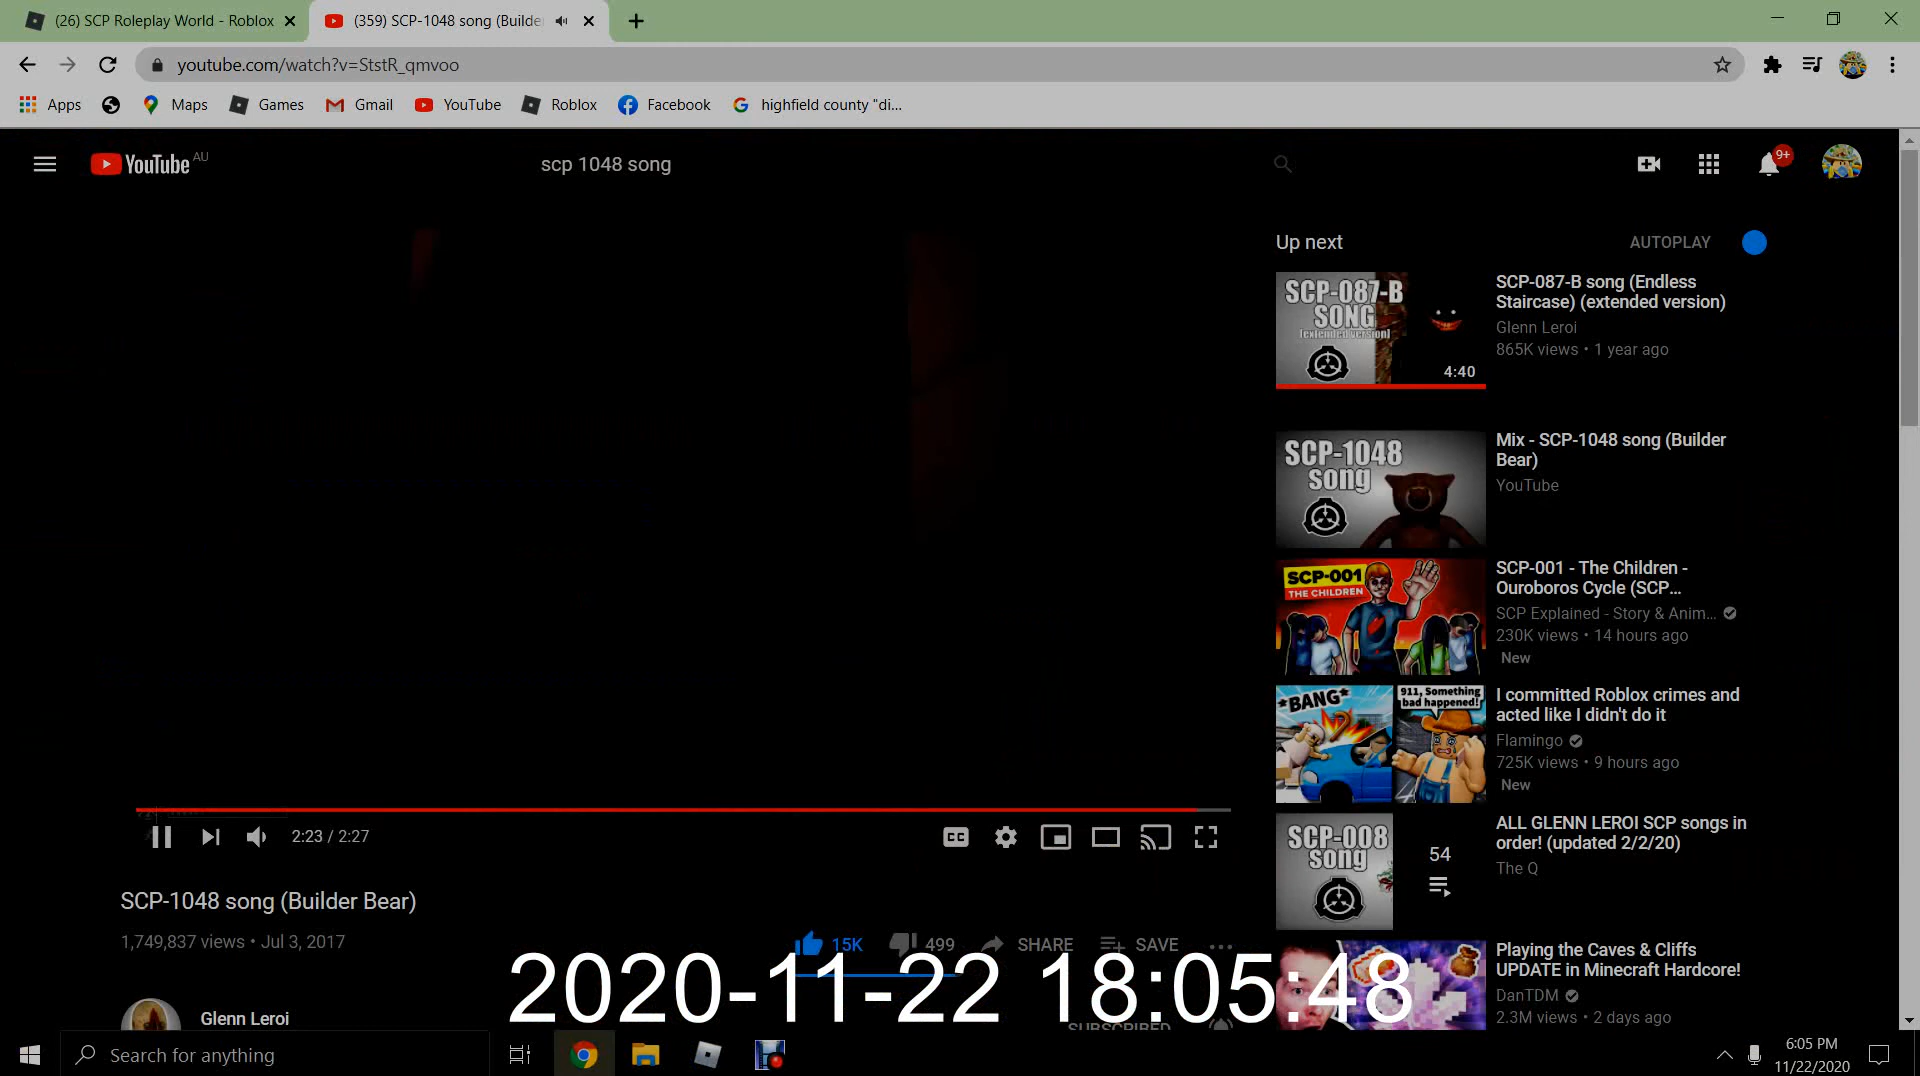 (26) SCP Roleplay World - Roblox
(359) SCP-1048 song (Builde
youtube.com/watch?v=StstR_qmvoo
Apps
Maps
Games
Gmail
YouTube
Roblox
Facebook
highfield county "di...
YouTube AU
scp 1048 song
9+
Up next
AUTOPLAY
SCP-087-B
SONG
[extended version]
4:40
SCP-087-B song (Endless
Staircase) (extended version)
Glenn Leroi
865K views • 1 year ago
SCP-1048
song
Mix - SCP-1048 song (Builder
Bear)
YouTube
SCP-001
THE CHILDREN
SCP-001 - The Children -
Ouroboros Cycle (SCP...
SCP Explained - Story & Anim...
230K views • 14 hours ago
New
*BANG*
911, Something
bad happened!
I committed Roblox crimes and
acted like I didn't do it
Flamingo
725K views • 9 hours ago
New
2:23 / 2:27
CC
SCP-008
song
54
ALL GLENN LEROI SCP songs in
order! (updated 2/2/20)
The Q
SCP-1048 song (Builder Bear)
1,749,837 views • Jul 3, 2017
15K
499
SHARE
SAVE
Playing the Caves & Cliffs
UPDATE in Minecraft Hardcore!
DanTDM
2.3M views • 2 days ago
2020-11-22 18:05:48
Glenn Leroi
SUBSCRIBED
Search for anything
6:05 PM
11/22/2020